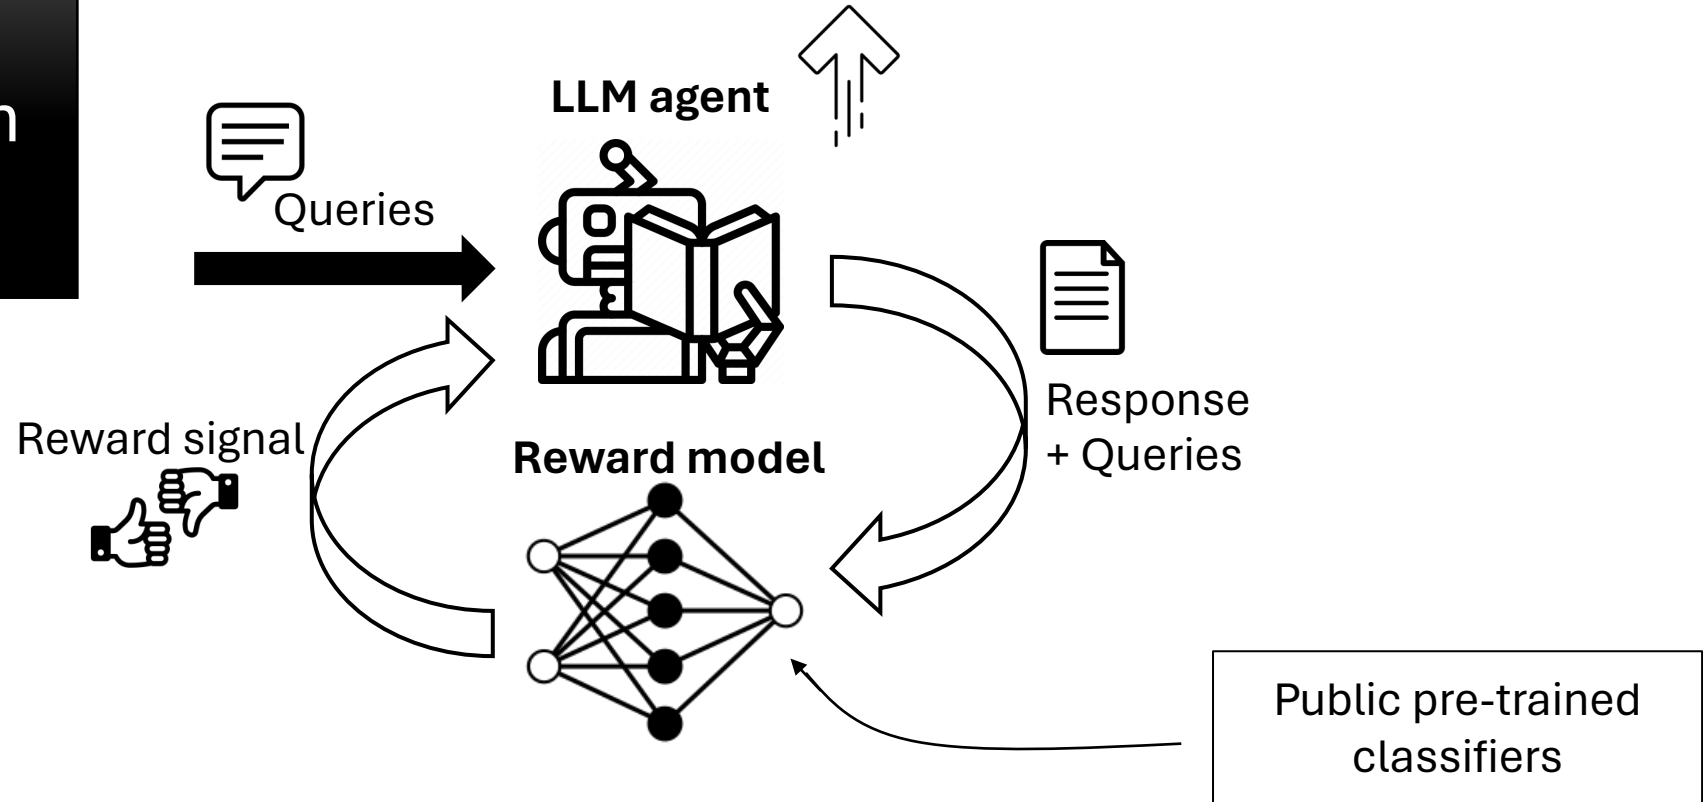 n
LLM agent
Queries
Response
+ Queries
Reward signal
Reward model
Public pre-trained
classifiers